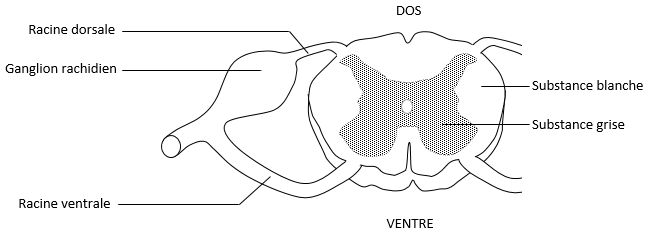 DOS
Racine dorsale
Ganglion rachidien
Substance blanche
Substance grise
Racine ventrale
VENTRE